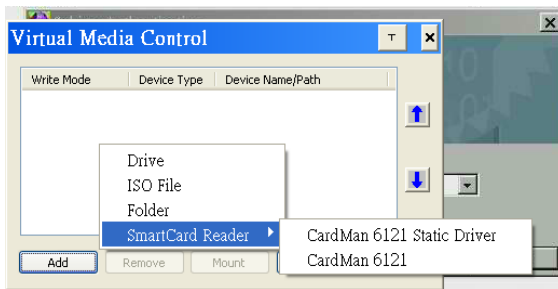 Virtual Media Control
T
Write Mode Device Type Device Name/Path
Drive
ISO File
Folder
SmartCard Reader
CardMan 6121 Static Driver
CardMan 6121
Add Remove Mount